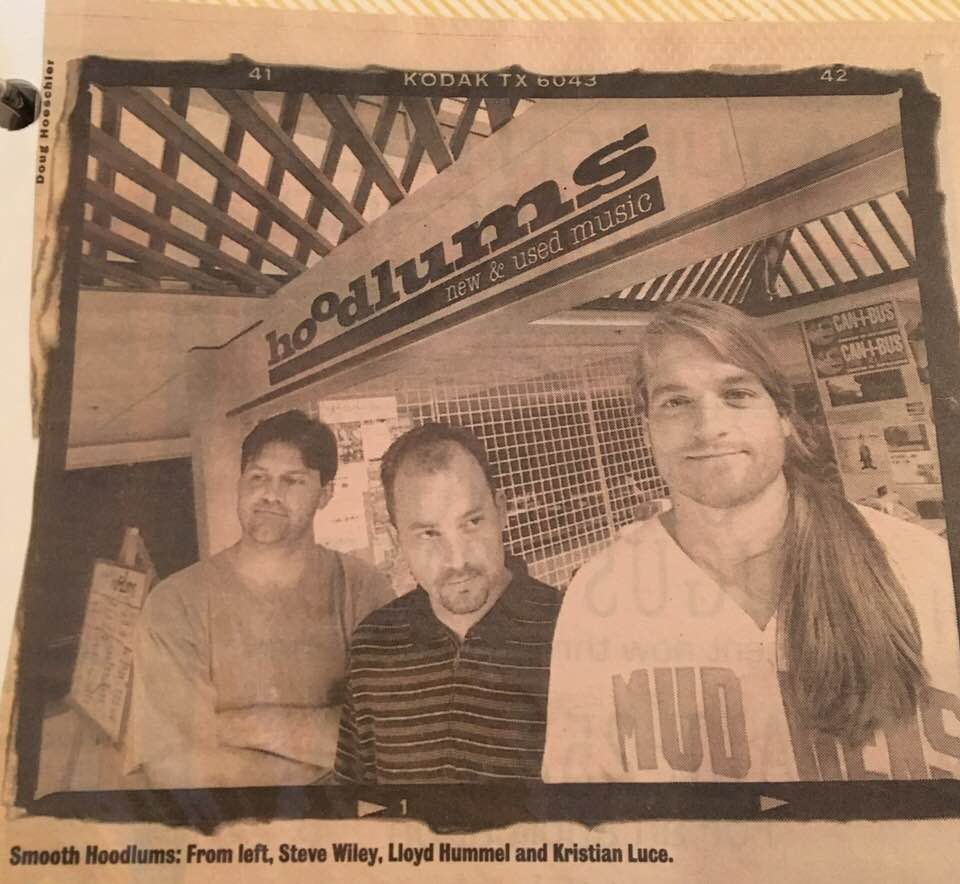 41 KODAK TX 6043 42
Doug Hoeschler
hoodlums
new & used music
CAN-I-BUS
CAN-I-BUS
MUD
1
Smooth Hoodlums: From left, Steve Wiley, Lloyd Hummel and Kristian Luce.